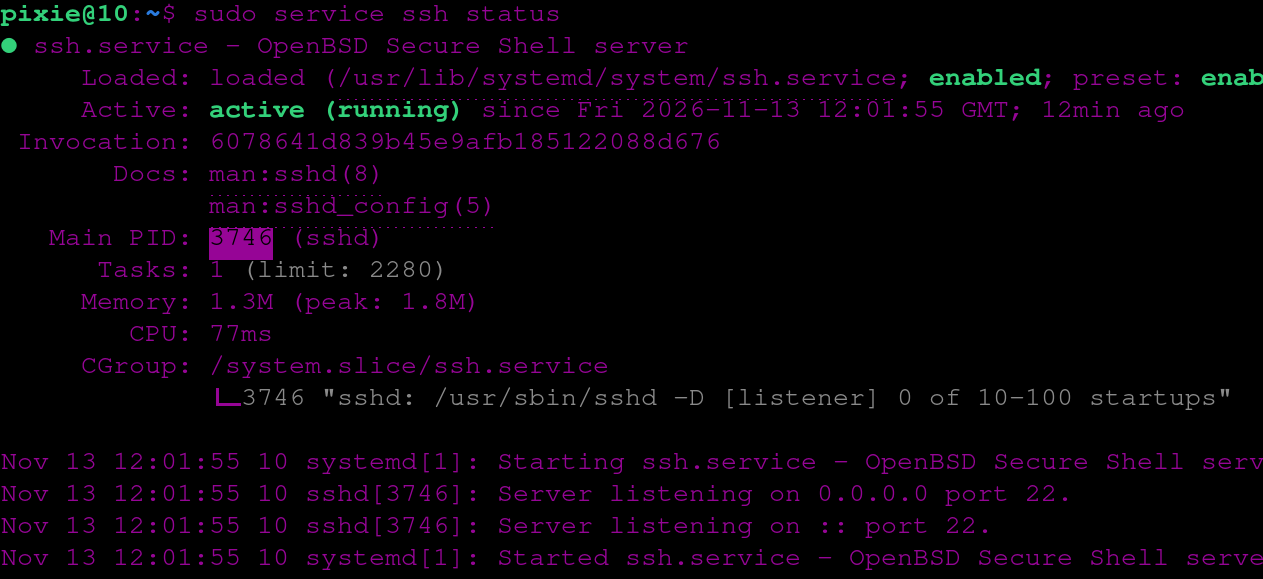 pixie@10:~$ sudo service ssh status
● ssh.service - OpenBSD Secure Shell server
Loaded: loaded (/usr/lib/systemd/system/ssh.service; enabled; preset: enab
Active: active (running) since Fri 2026-11-13 12:01:55 GMT; 12min ago
Invocation: 6078641d839b45e9afb185122088d676
Docs: man:sshd(8)
man:sshd_config(5)
Main PID: 3746 (sshd)
Tasks: 1 (limit: 2280)
Memory: 1.3M (peak: 1.8M)
CPU: 77ms
CGroup: /system.slice/ssh.service
└─3746 "sshd: /usr/sbin/sshd -D [listener] 0 of 10-100 startups"
Nov 13 12:01:55 10 systemd[1]: Starting ssh.service - OpenBSD Secure Shell serv
Nov 13 12:01:55 10 sshd[3746]: Server listening on 0.0.0.0 port 22.
Nov 13 12:01:55 10 sshd[3746]: Server listening on :: port 22.
Nov 13 12:01:55 10 systemd[1]: Started ssh.service - OpenBSD Secure Shell serve